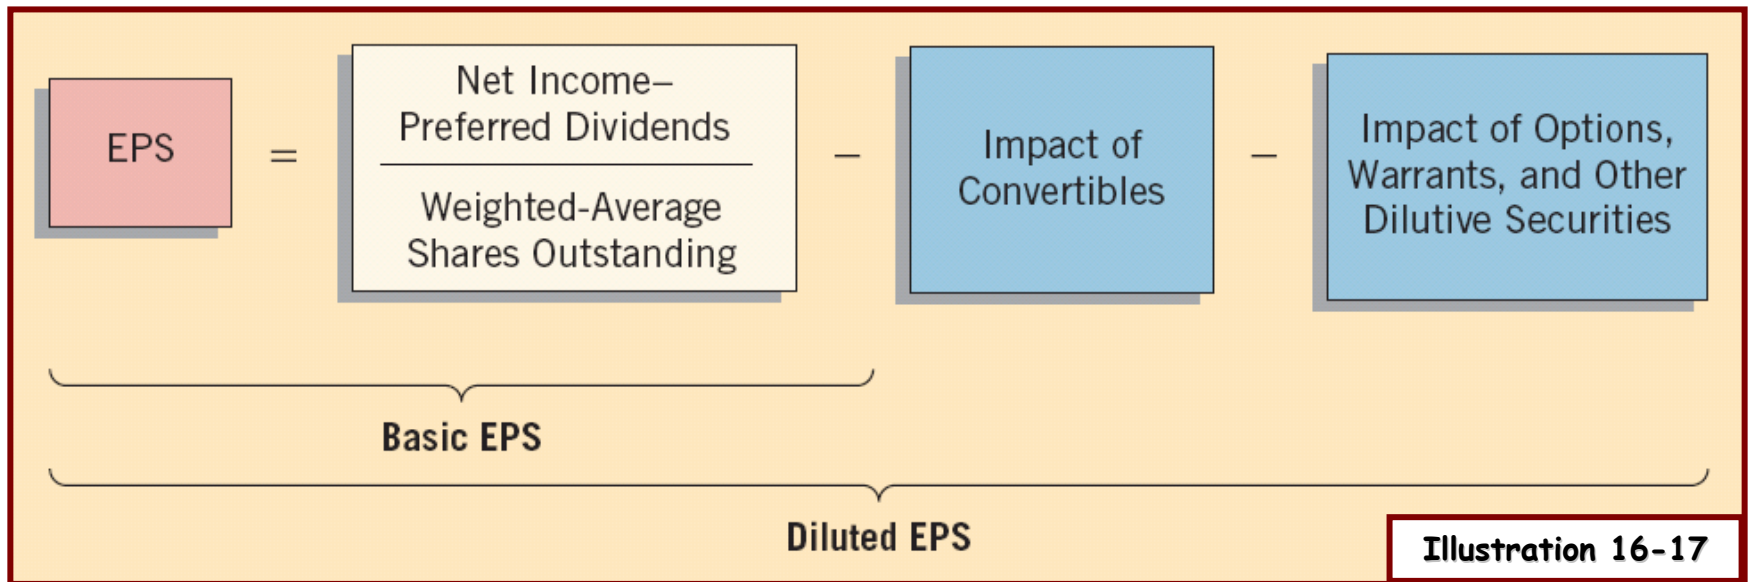 EPS
=
Net Income–
Preferred Dividends
Weighted-Average
Shares Outstanding
–
Impact of
Convertibles
–
Impact of Options,
Warrants, and Other
Dilutive Securities
Basic EPS
Diluted EPS
Illustration 16-17